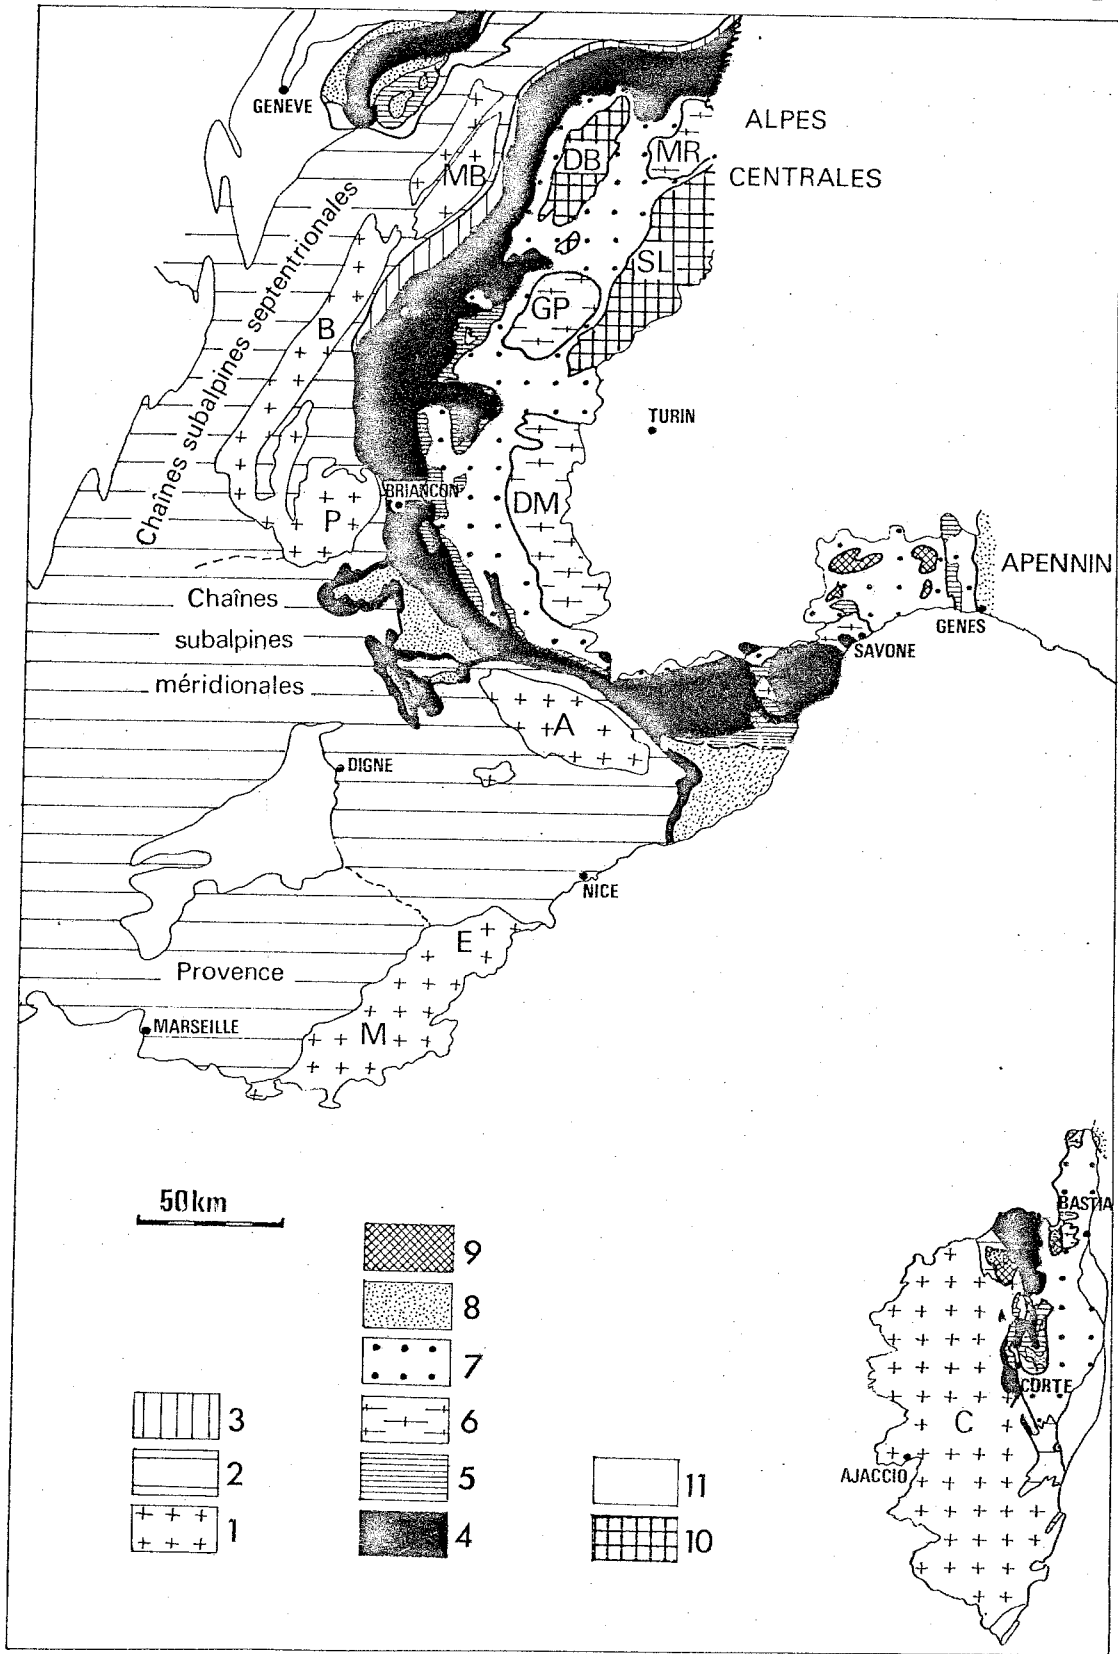 GENEVE
ALPES
CENTRALES
MB
DB
MR
SL
GP
B
Chaînes subalpines septentrionales
TURIN
BRIANCON
DM
P
APENNIN
Chaînes
subalpines
méridionales
GENES
SAVONE
A
DIGNE
NICE
E
Provence
M
MARSEILLE
50km
BASTIA
CORTE
C
AJACCIO
9
8
7
6
5
4
3
2
1
11
10